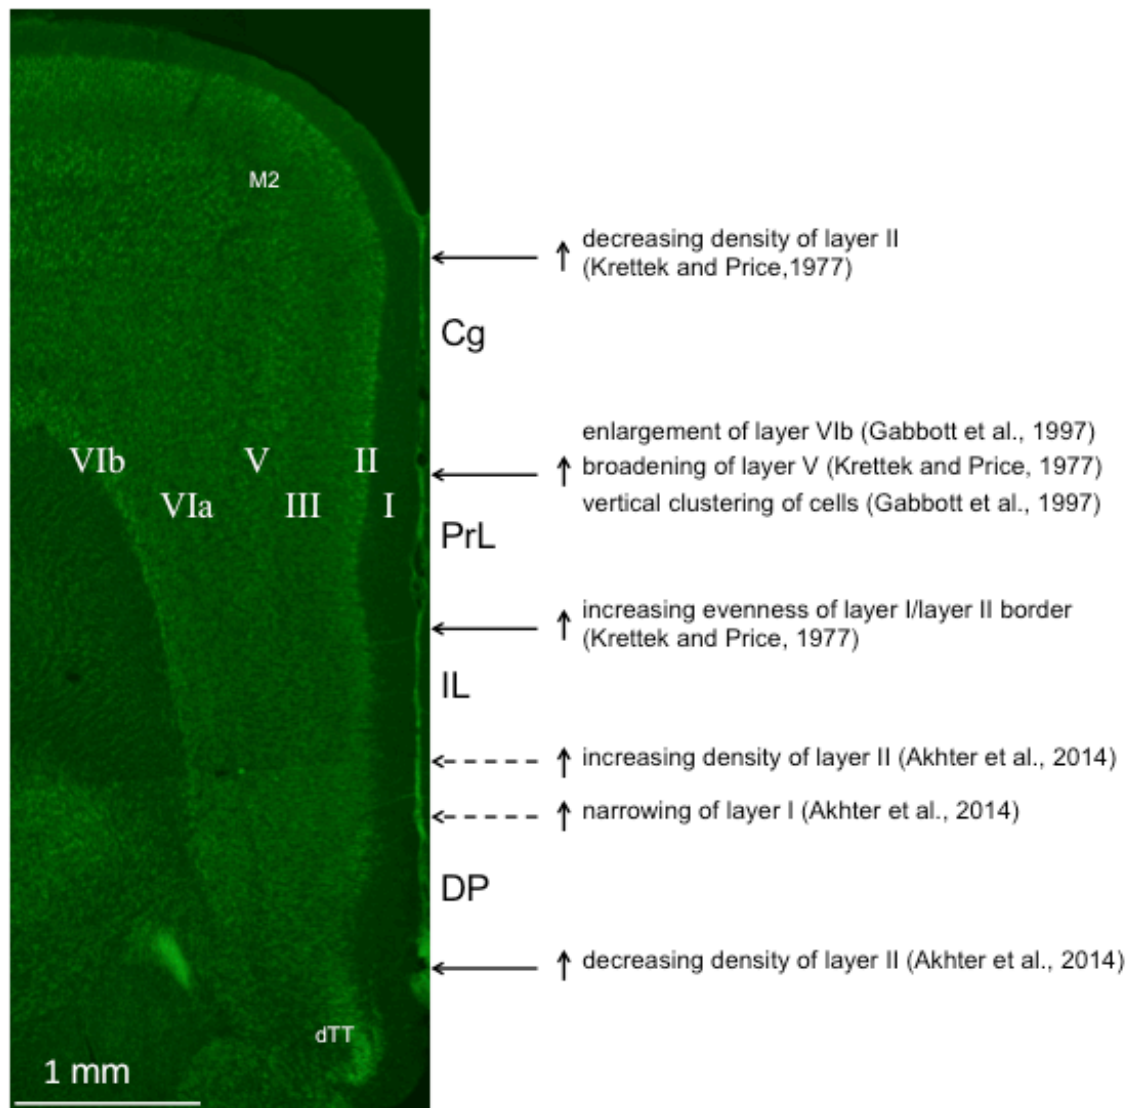 M2
decreasing density of layer II
(Krettek and Price,1977)
Cg
enlargement of layer VIb (Gabbott et al., 1997)
broadening of layer V (Krettek and Price, 1977)
vertical clustering of cells (Gabbott et al., 1997)
VIb V II
VIa III I
PrL
increasing evenness of layer I/layer II border
(Krettek and Price, 1977)
IL
increasing density of layer II (Akhter et al., 2014)
narrowing of layer I (Akhter et al., 2014)
DP
decreasing density of layer II (Akhter et al., 2014)
dTT
1 mm